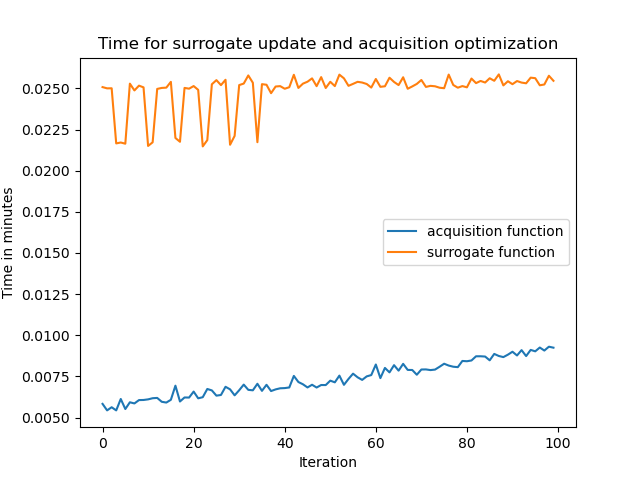 Time for surrogate update and acquisition optimization
Time in minutes
0.0250
0.0225
0.0200
0.0175
0.0150
0.0125
0.0100
0.0075
0.0050
acquisition function
surrogate function
0 20 40 60 80 100
Iteration